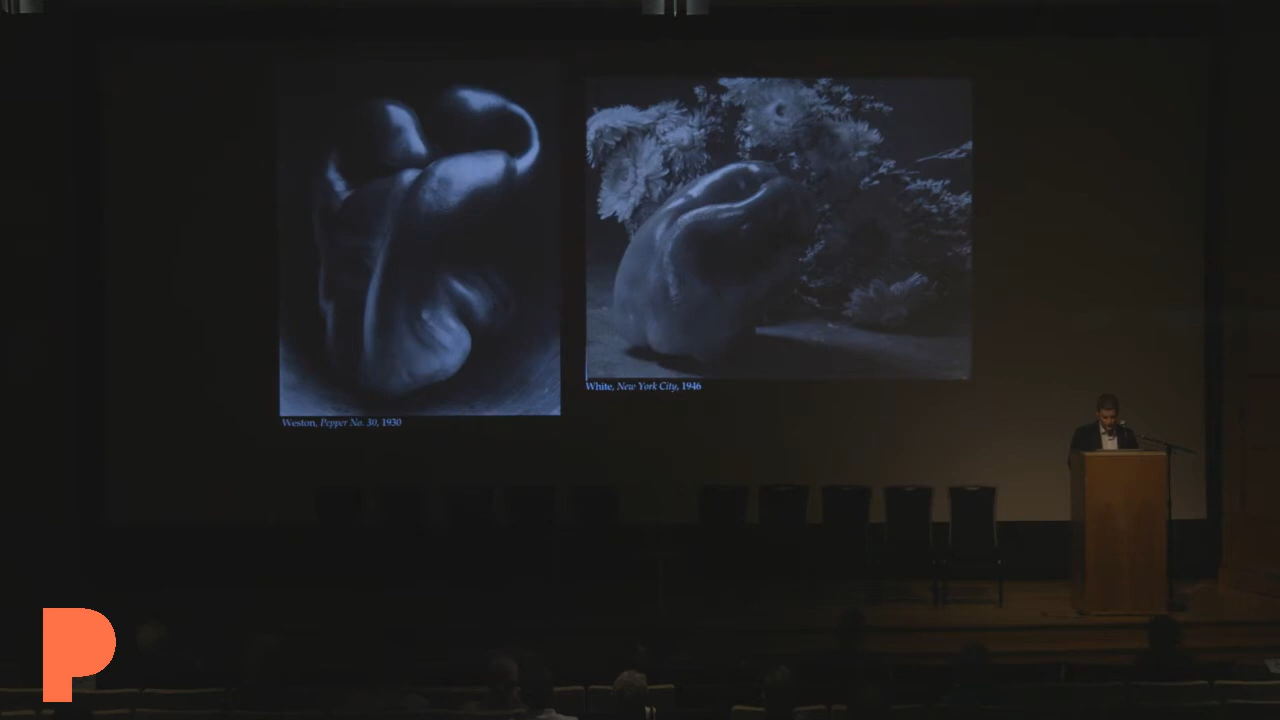 White, New York City, 1946
Weston, Pepper No. 30, 1930